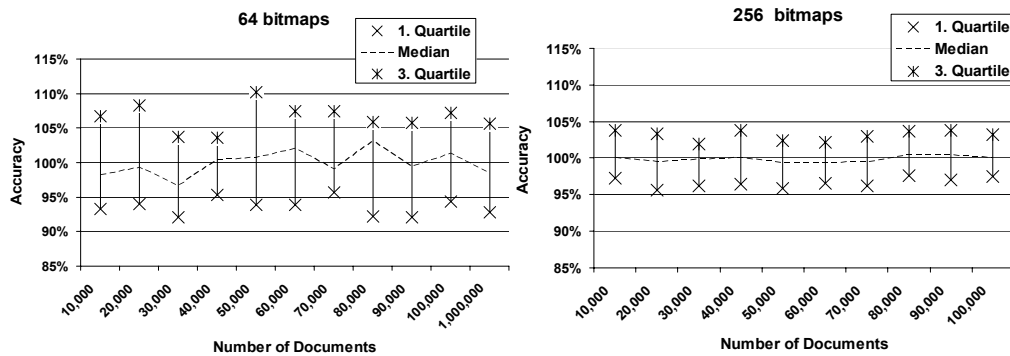 64 bitmaps
1. Quartile
Median
3. Quartile
115%
110%
105%
100%
95%
90%
85%
Accuracy
10,000
20,000
30,000
40,000
50,000
60,000
70,000
80,000
90,000
100,000
1,000,000
Number of Documents
256 bitmaps
1. Quartile
Median
3. Quartile
115%
110%
105%
100%
95%
90%
85%
Accuracy
10,000
20,000
30,000
40,000
50,000
60,000
70,000
80,000
90,000
100,000
Number of Documents